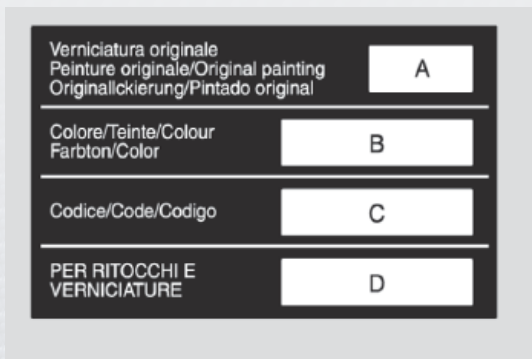 Verniciatura originale
Peinture originale/Original painting
Originallckierung/Pintado original
A
Colore/Teinte/Colour
Farbton/Color
B
Codice/Code/Codigo
C
PER RITOCCHI E
VERNICIATURE
D